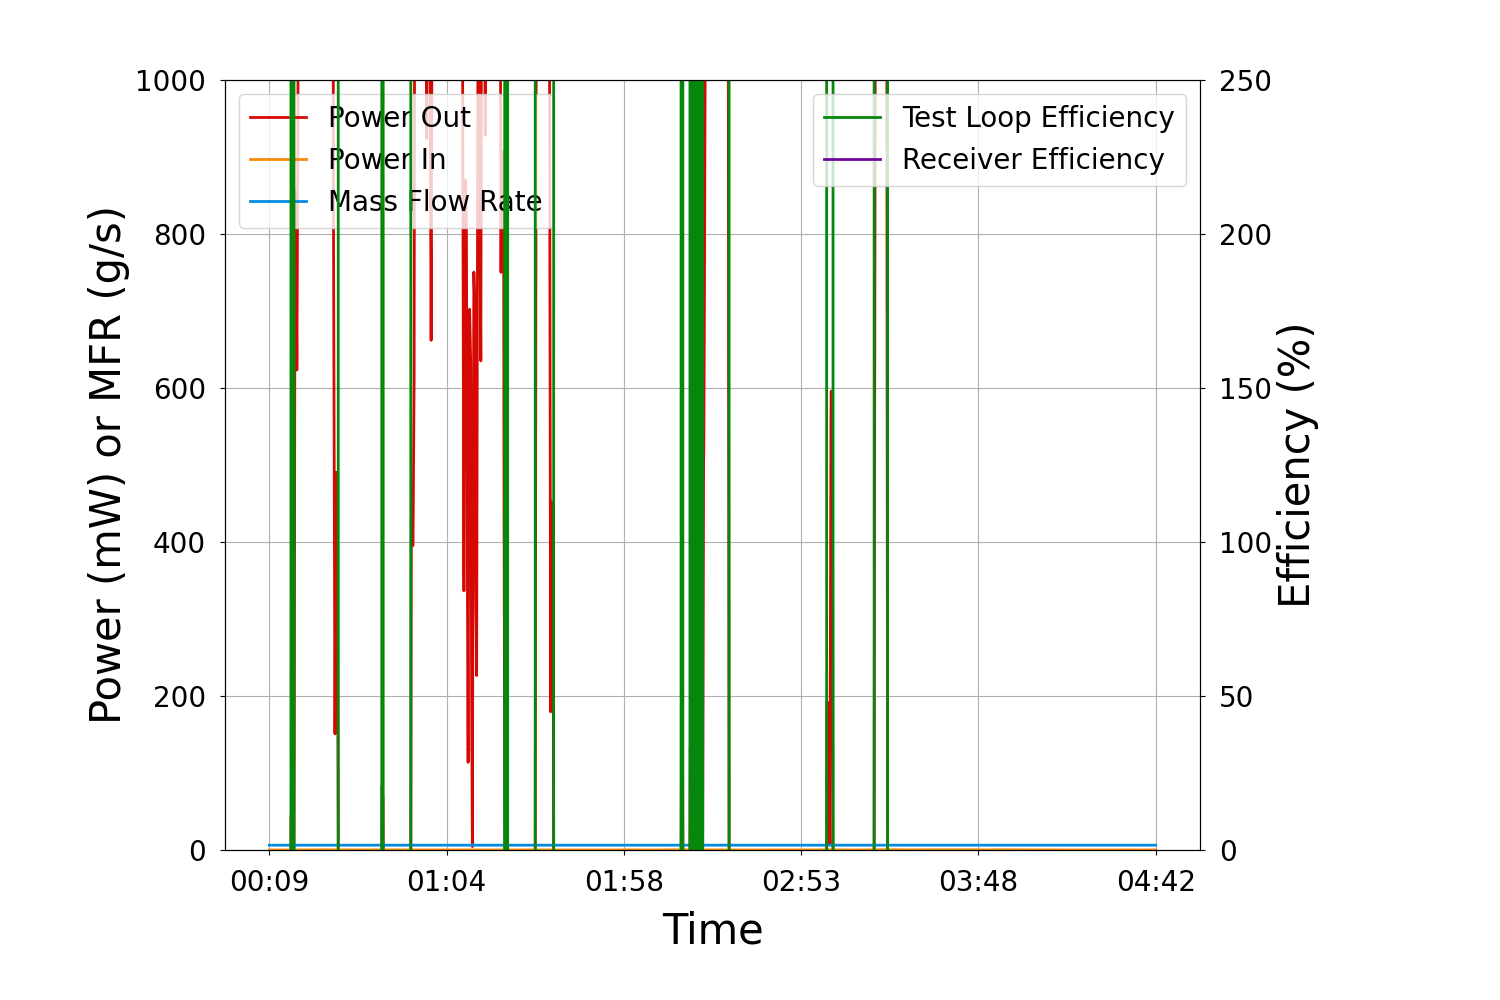 1000
800
600
400
200
0
Power (mW) or MFR (g/s)
Power Out
Power In
Mass Flow Rate
Test Loop Efficiency
Receiver Efficiency
250
200
150
100
50
0
Efficiency (%)
00:09 01:04 01:58 02:53 03:48 04:42
Time